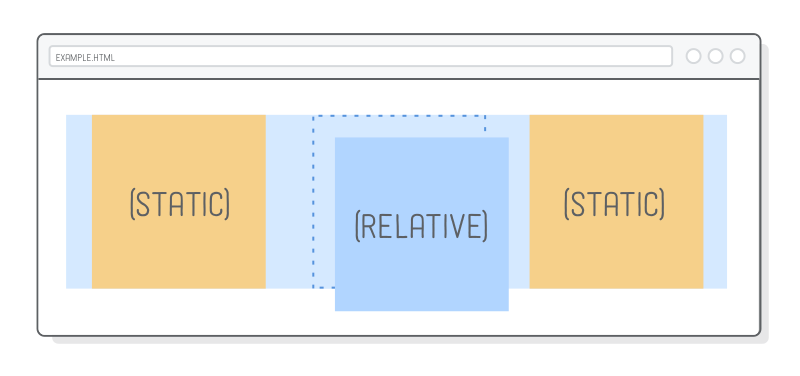 EXAMPLE.HTML
(STATIC)
(RELATIVE)
(STATIC)